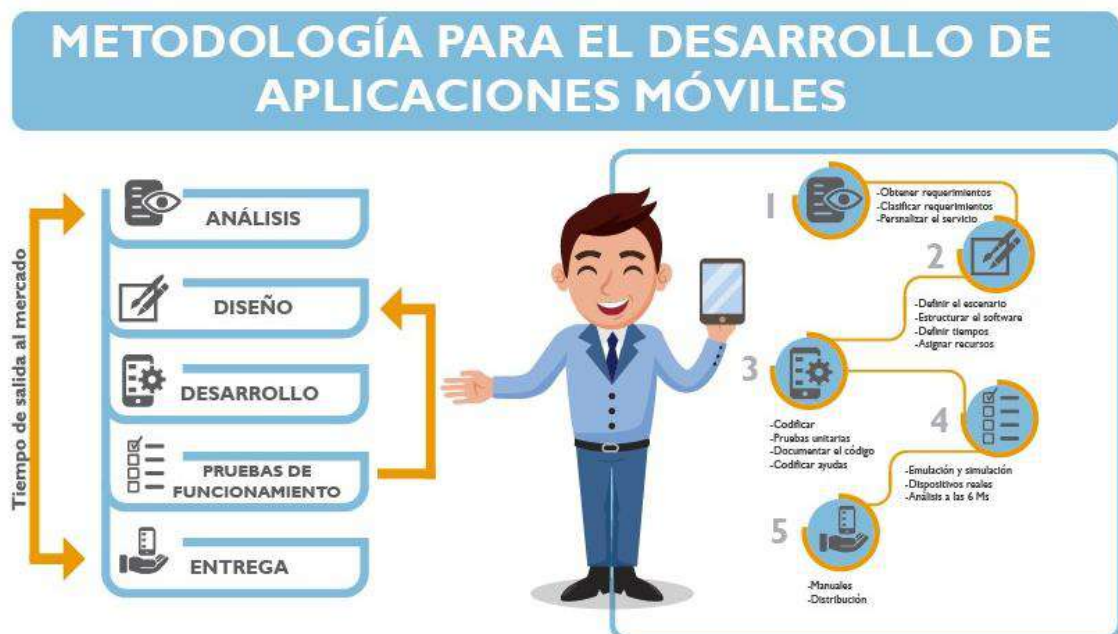 METODOLOGÍA PARA EL DESARROLLO DE
APLICACIONES MÓVILES
Tiempo de salida al mercado
ANÁLISIS
DISEÑO
DESARROLLO
PRUEBAS DE
FUNCIONAMIENTO
ENTREGA
1
-Obtener requerimientos
-Clasificar requerimientos
-Persnalizar el servicio
2
-Definir el escenario
-Estructurar el software
-Definir tiempos
-Asignar recursos
3
-Codificar
-Pruebas unitarias
-Documentar el código
-Codificar ayudas
4
-Emulación y simulación
-Dispositivos reales
-Análisis a las 6 Ms
5
-Manuales
-Distribución